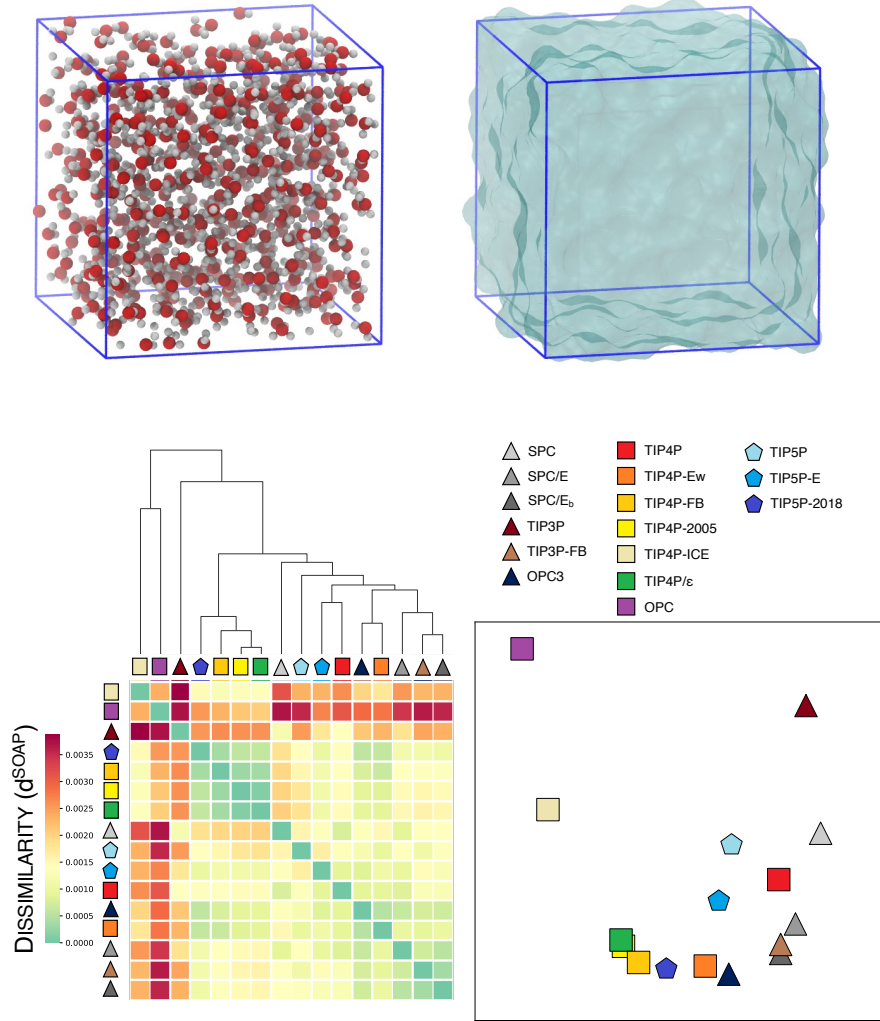 SPC
SPC/E
SPC/Eb
TIP3P
TIP3P-FB
OPC3
TIP4P
TIP4P-Ew
TIP4P-FB
TIP4P-2005
TIP4P-ICE
TIP4P/ε
OPC
TIP5P
TIP5P-E
TIP5P-2018
DISSIMILARITY (dSOAP)
0.0035
0.0030
0.0025
0.0020
0.0015
0.0010
0.0005
0.0000